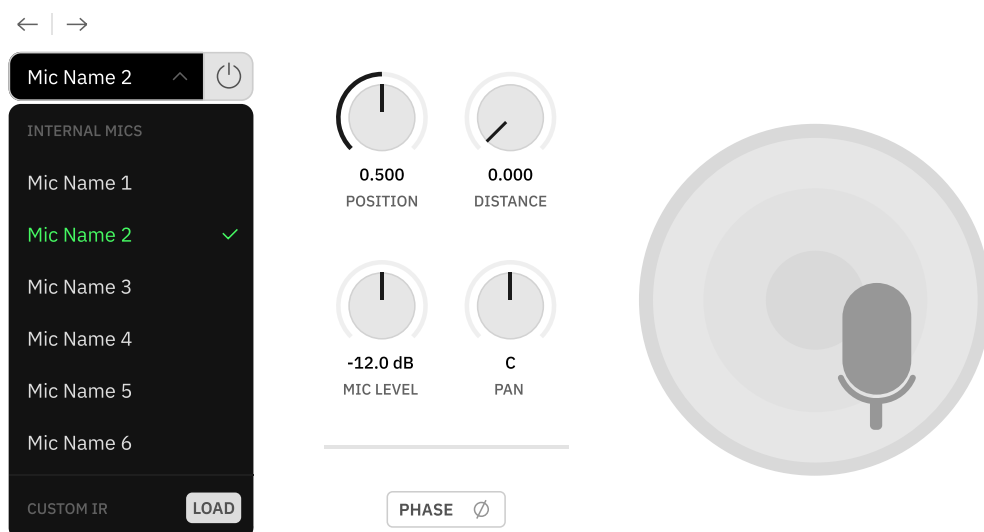 Mic Name 2
INTERNAL MICS
Mic Name 1
Mic Name 2
Mic Name 3
Mic Name 4
Mic Name 5
Mic Name 6
CUSTOM IR LOAD
0.500 0.000
POSITION DISTANCE
-12.0 dB C
MIC LEVEL PAN
PHASE